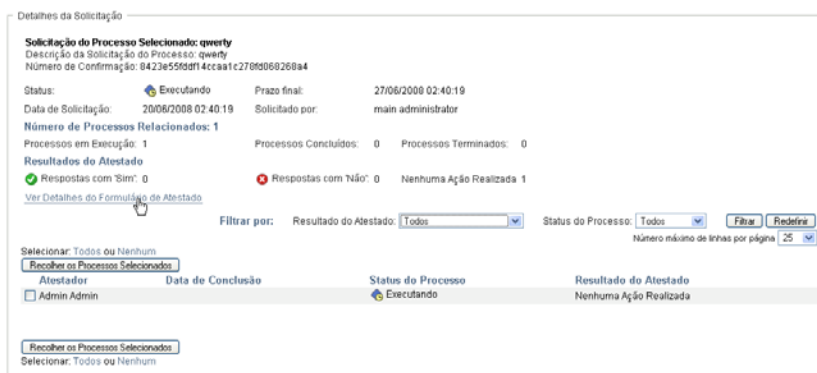 Detalhes da Solicitação
Solicitação do Processo Selecionado: qwerty
Descrição da Solicitação do Processo: qwerty
Número de Confirmação: 8423e55fddf14ccaa1c278fd068268a4
Status: Executando Prazo final: 27/06/2008 02:40:19
Data de Solicitação: 20/06/2008 02:40:19 Solicitado por: main administrator
Número de Processos Relacionados: 1
Processos em Execução: 1 Processos Concluídos: 0 Processos Terminados: 0
Resultados do Atestado
Respostas com 'Sim': 0 Respostas com 'Não': 0 Nenhuma Ação Realizada 1
Ver Detalhes do Formulário de Atestado
Filtrar por: Resultado do Atestado: Todos Status do Processo: Todos Filtrar Redefinir
Número máximo de linhas por página 25
Selecionar: Todos ou Nenhum
Recolher os Processos Selecionados
Atestador Data de Conclusão Status do Processo Resultado do Atestado
Admin Admin Executando Nenhuma Ação Realizada
Recolher os Processos Selecionados
Selecionar: Todos ou Nenhum